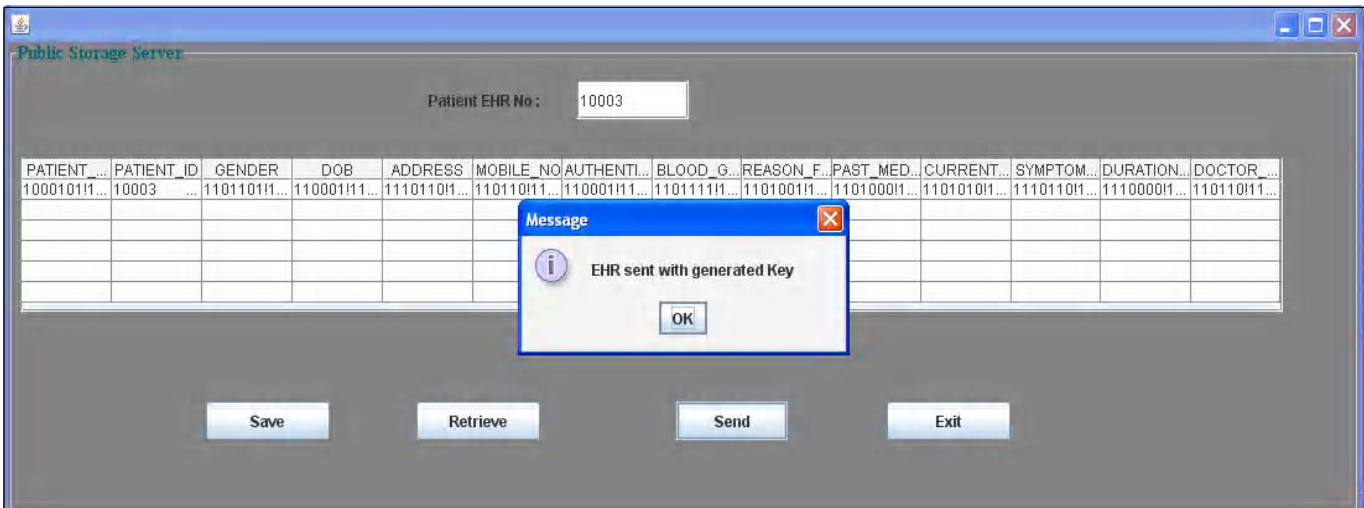 Public Storage Server
Patient EHR No :
10003
PATIENT_... PATIENT_ID GENDER DOB ADDRESS MOBILE_NO AUTHENTI... BLOOD_G... REASON_F... PAST_MED... CURRENT... SYMPTOM... DURATION... DOCTOR_...
1000101!1... 10003 ... 1101101!1... 110001!11... 1110110!1... 110110!11... 110001!11... 1101111!1... 1101001!1... 1101000!1... 1101010!1... 1110110!1... 1110000!1... 110110!11...
Message
EHR sent with generated Key
OK
Save Retrieve Send Exit